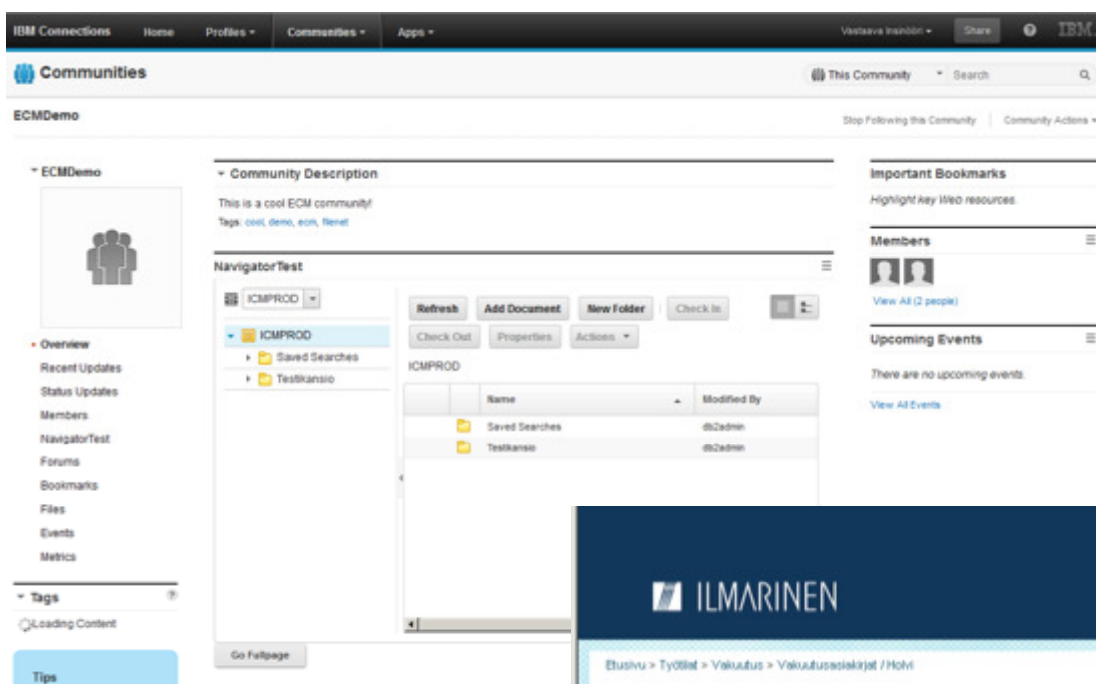 IBM Connections Home Profiles Communities Apps Vastaava Insinööri Share ? IBM.
Communities
This Community Search
ECMDemo
Stop Following this Community | Community Actions
ECMDemo
Overview
Recent Updates
Status Updates
Members
NavigatorTest
Forums
Bookmarks
Files
Events
Metrics
Tags ?
Loading Content
Tips
Community Description
This is a cool ECM community!
Tags: cool, demo, ecm, filenet
NavigatorTest
ICMPROD
ICMPROD
Saved Searches
Testikansio
Refresh Add Document New Folder Check In
Check Out Properties Actions
ICMPROD
Name Modified By
Saved Searches db2admin
Testikansio db2admin
Go Fullpage
Important Bookmarks
Highlight key Web resources.
Members
View All (2 people)
Upcoming Events
There are no upcoming events.
View All Events
ILMARINEN
Etusivu > Työtilat > Vakuutus > Vakuutusasiakirjat / Holvi